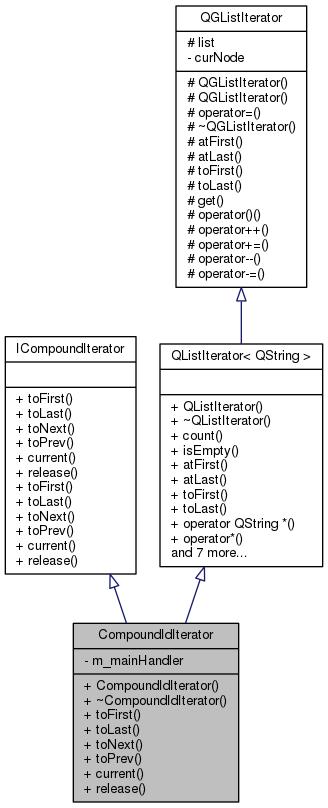 QGListIterator
# list
- curNode
# QGListIterator()
# QGListIterator()
# operator=()
# ~QGListIterator()
# atFirst()
# atLast()
# toFirst()
# toLast()
# get()
# operator()()
# operator++()
# operator+=()
# operator--()
# operator-=()
ICompoundIterator
+ toFirst()
+ toLast()
+ toNext()
+ toPrev()
+ current()
+ release()
+ toFirst()
+ toLast()
+ toNext()
+ toPrev()
+ current()
+ release()
QListIterator< QString >
+ QListIterator()
+ ~QListIterator()
+ count()
+ isEmpty()
+ atFirst()
+ atLast()
+ toFirst()
+ toLast()
+ operator QString *()
+ operator*()
and 7 more...
CompoundIdIterator
- m_mainHandler
+ CompoundIdIterator()
+ ~CompoundIdIterator()
+ toFirst()
+ toLast()
+ toNext()
+ toPrev()
+ current()
+ release()